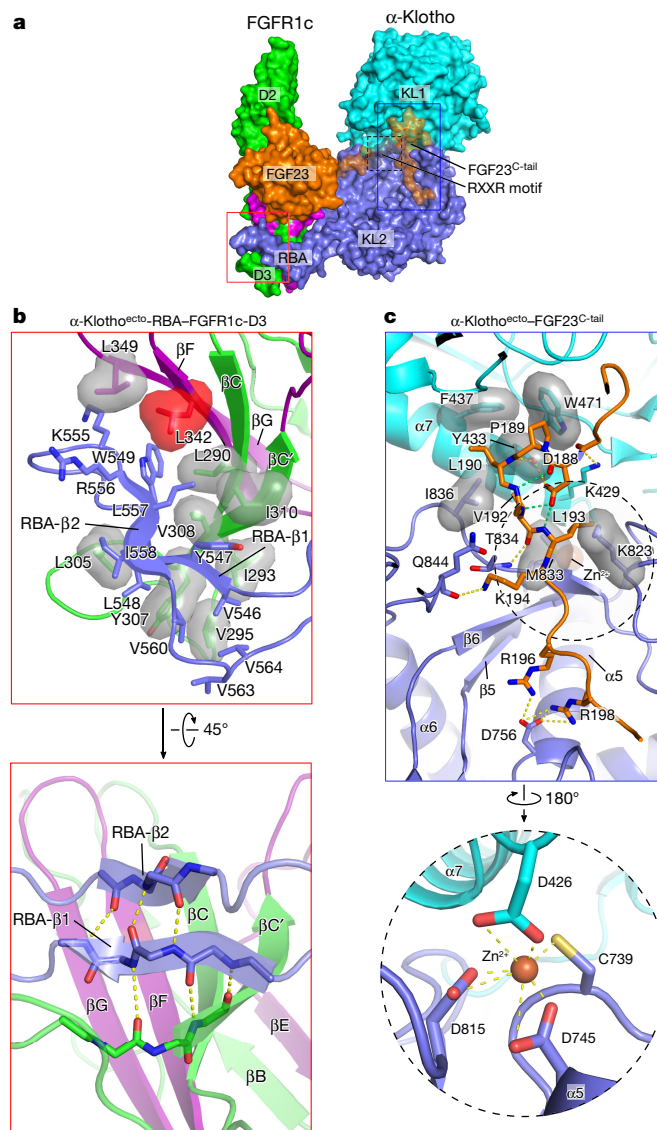 a
FGFR1c
α-Klotho
D2
KL1
FGF23
FGF23C-tail
RXXR motif
KL2
RBA
D3
b
α-Klothoecto-RBA–FGFR1c-D3
L349
βF
βC
K555
L342
βG
W549
L290
βC′
R556
L557
I310
RBA-β2
V308
RBA-β1
L305
I558
Y547
I293
L548
V546
Y307
V295
V560
V564
V563
45°
RBA-β2
RBA-β1
βC
βC′
βG
βF
βE
βB
c
α-Klothoecto–FGF23C-tail
F437
W471
α7
P189
Y433
D188
L190
K429
I836
V192
L193
T834
K823
Q844
M833
Zn2+
K194
β6
R196
β5
α5
α6
R198
D756
180°
α7
D426
Zn2+
C739
D815
D745
α5